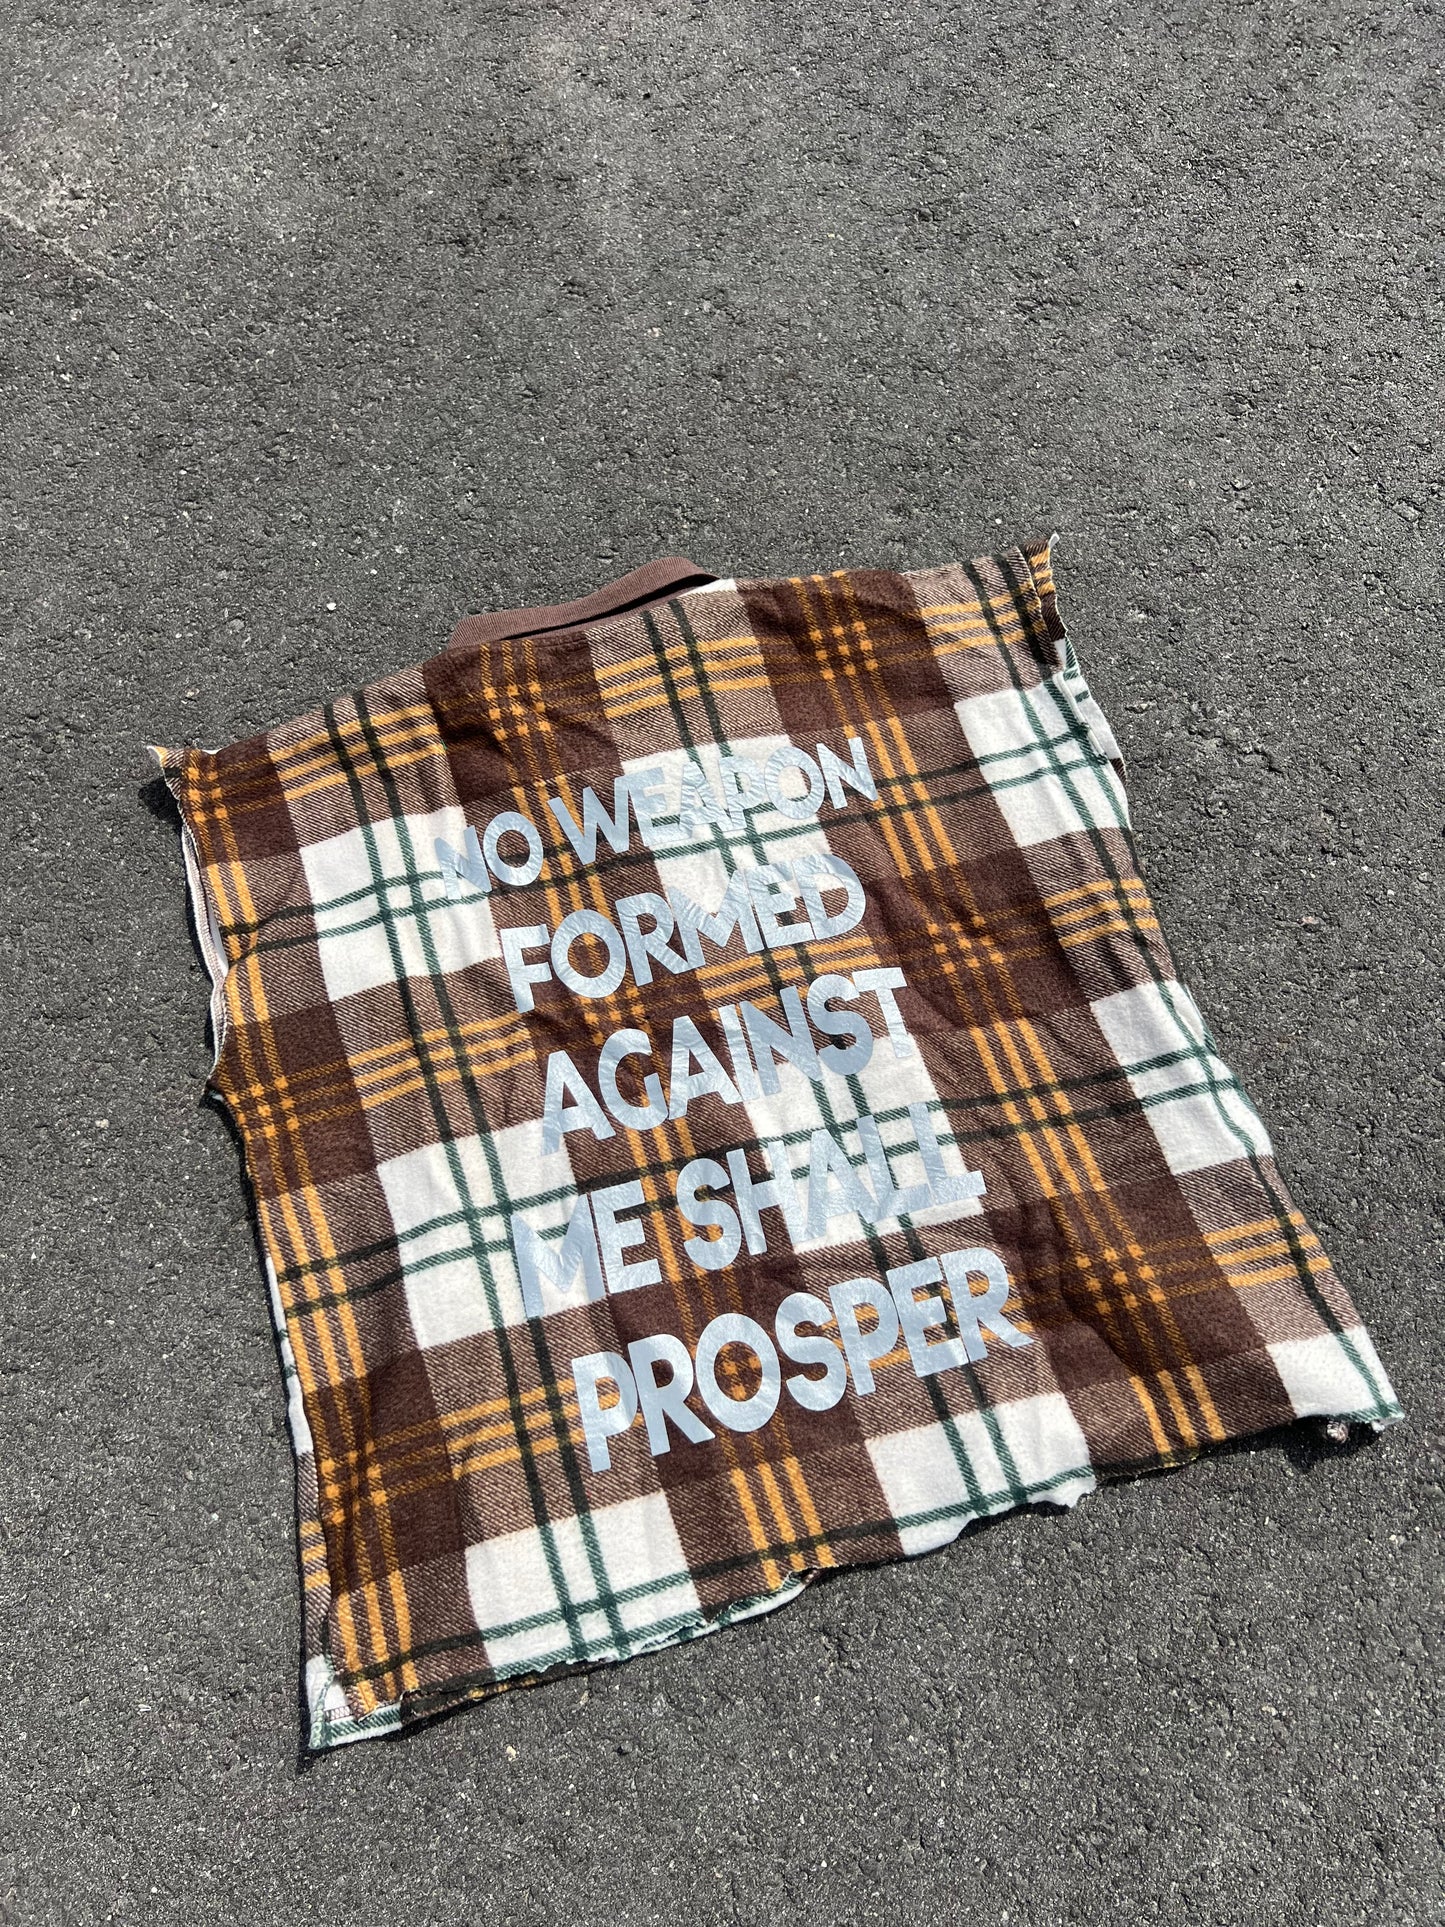 NO WEAPON
FORMED
AGAINST
ME SHALL
PROSPER